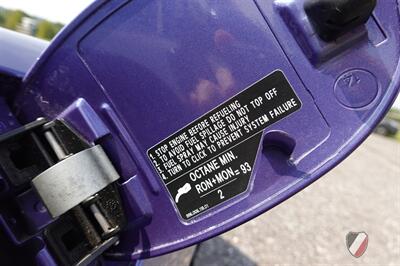 1. STOP ENGINE BEFORE REFUELING
2. TO AVOID FUEL SPILLAGE DO NOT TOP OFF
3. FUEL SPRAY MAY CAUSE INJURY
4. TURN TO CLICK TO PREVENT SYSTEM FAILURE
OCTANE MIN.
RON+MON = 93
2